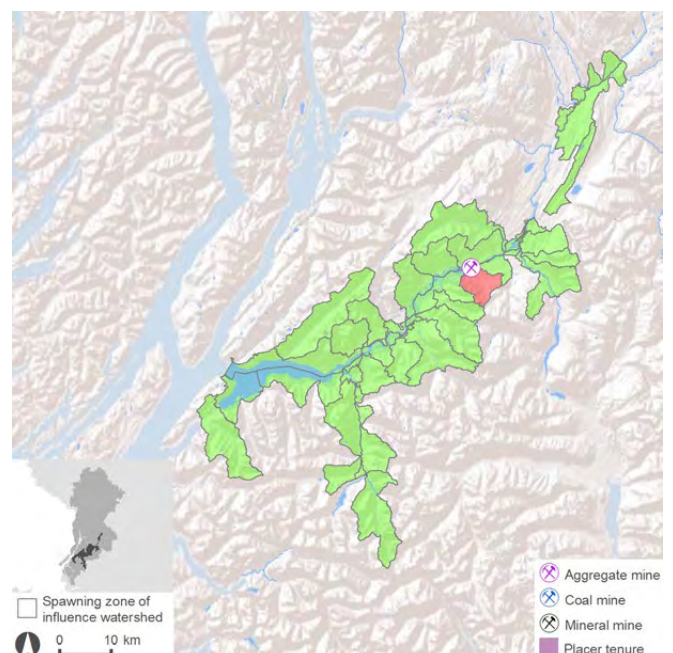 Aggregate mine
Coal mine
Mineral mine
Placer tenure
Spawning zone of
influence watershed
0 10 km